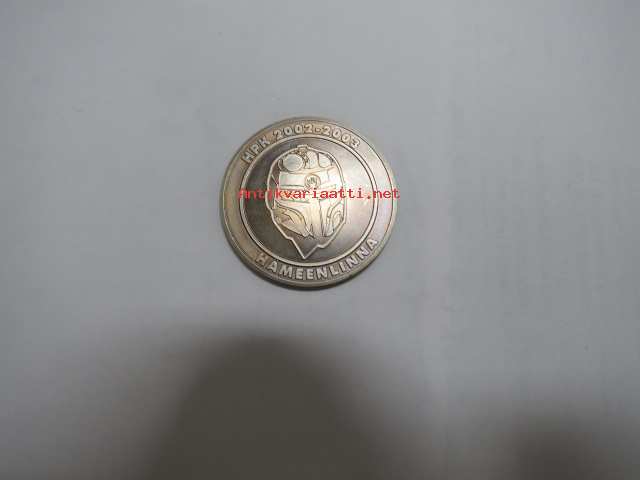 HPK 2002-2003
antikvariaatti.net
HÄMEENLINNA